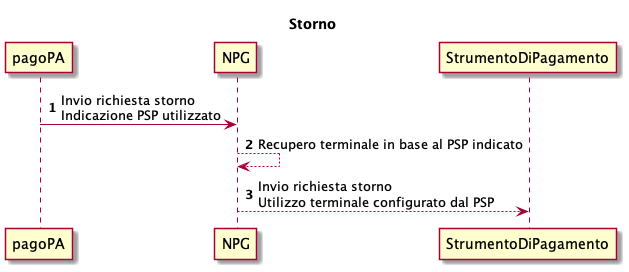 Storno
pagoPA
NPG
StrumentoDiPagamento
1 Invio richiesta storno
Indicazione PSP utilizzato
2 Recupero terminale in base al PSP indicato
3 Invio richiesta storno
Utilizzo terminale configurato dal PSP
pagoPA
NPG
StrumentoDiPagamento